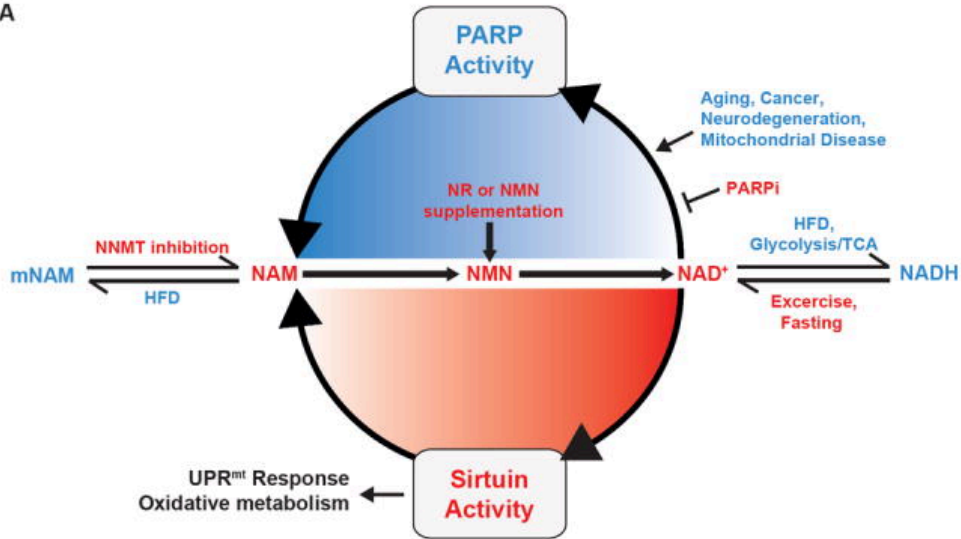 A
PARP
Activity
Aging, Cancer,
Neurodegeneration,
Mitochondrial Disease
PARPi
NR or NMN
supplementation
HFD,
Glycolysis/TCA
NNMT inhibition
mNAM
NAM
NMN
NAD⁺
NADH
HFD
Excercise,
Fasting
UPRᵐᵗ Response
Oxidative metabolism
Sirtuin
Activity